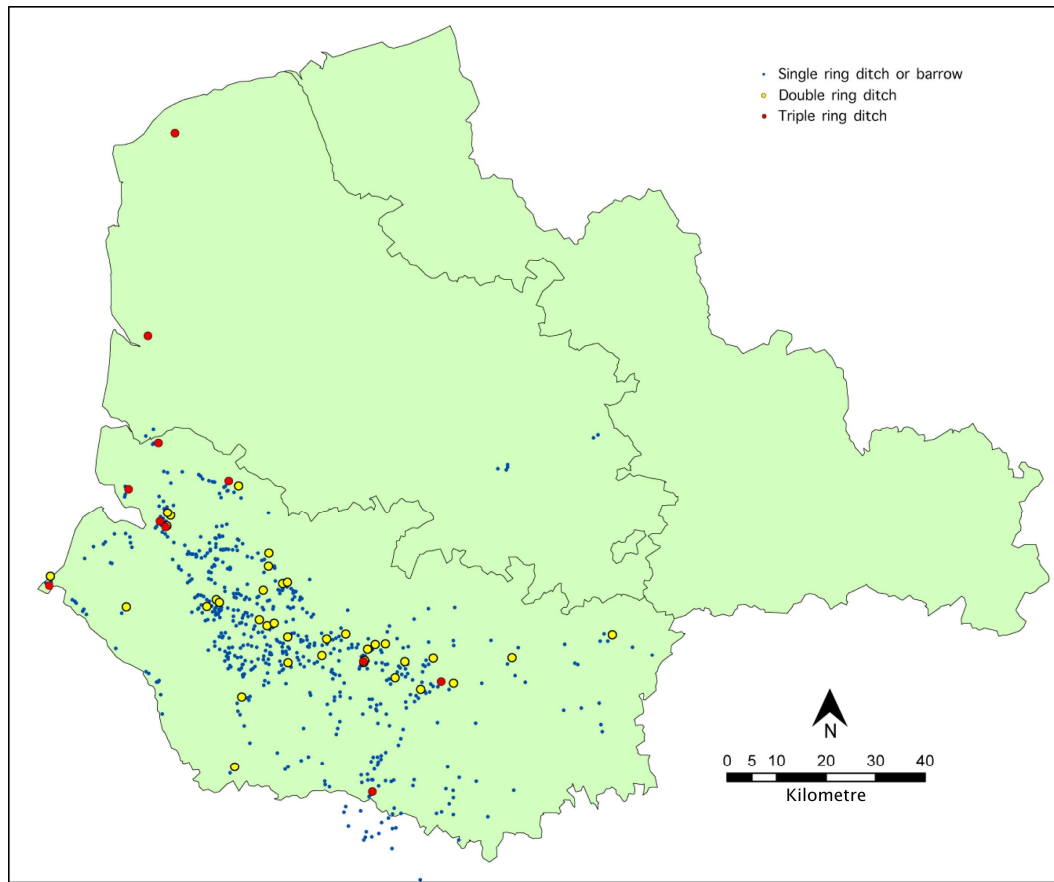 Single ring ditch or barrow
Double ring ditch
Triple ring ditch
N
0 5 10 20 30 40
Kilometre